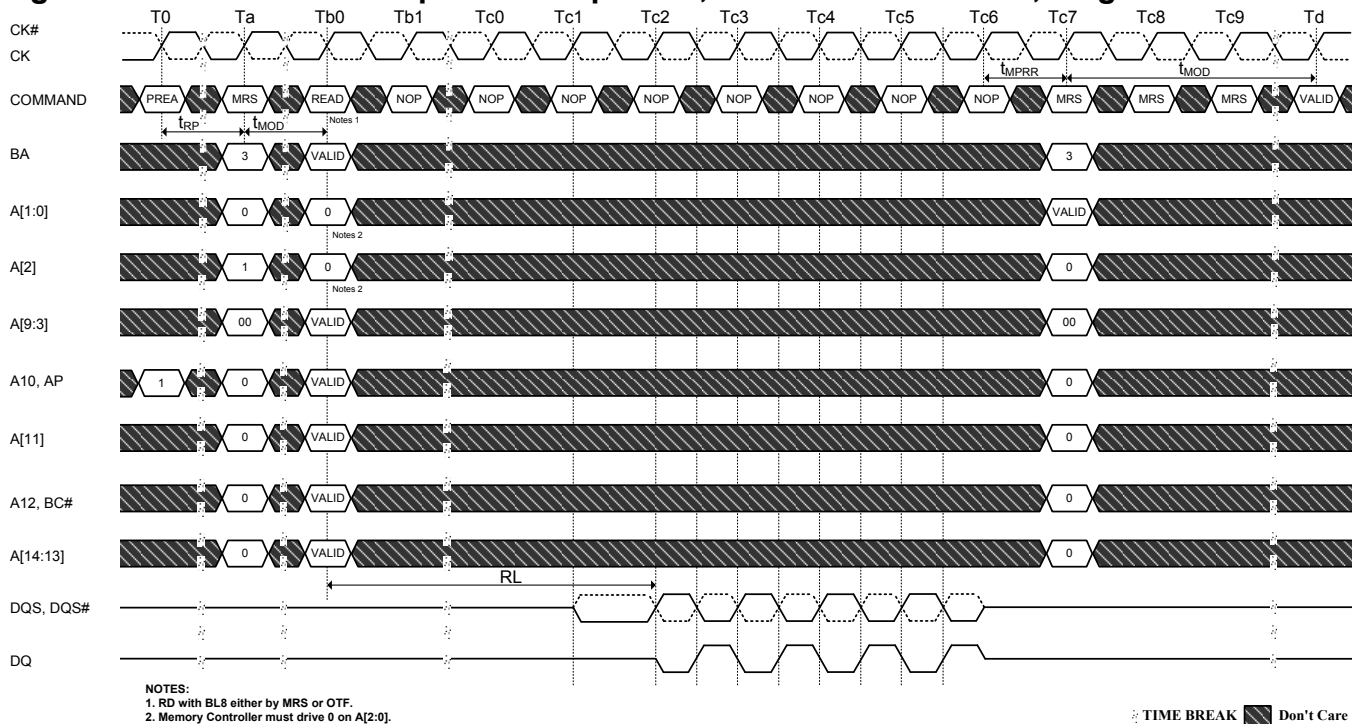 T0 Ta Tb0 Tb1 Tc0 Tc1 Tc2 Tc3 Tc4 Tc5 Tc6 Tc7 Tc8 Tc9 Td
CK#
CK
tMPRR tMOD
COMMAND PREA MRS READ NOP NOP NOP NOP NOP NOP NOP NOP MRS MRS MRS VALID
tRP tMOD Notes 1
BA 3 VALID 3
A[1:0] 0 0 VALID
Notes 2
A[2] 1 0 0
Notes 2
A[9:3] 00 VALID 00
A10, AP 1 0 VALID 0
A[11] 0 VALID 0
A12, BC# 0 VALID 0
A[14:13] 0 VALID 0
RL
DQS, DQS#
DQ
NOTES:
1. RD with BL8 either by MRS or OTF.
2. Memory Controller must drive 0 on A[2:0].
TIME BREAK Don't Care